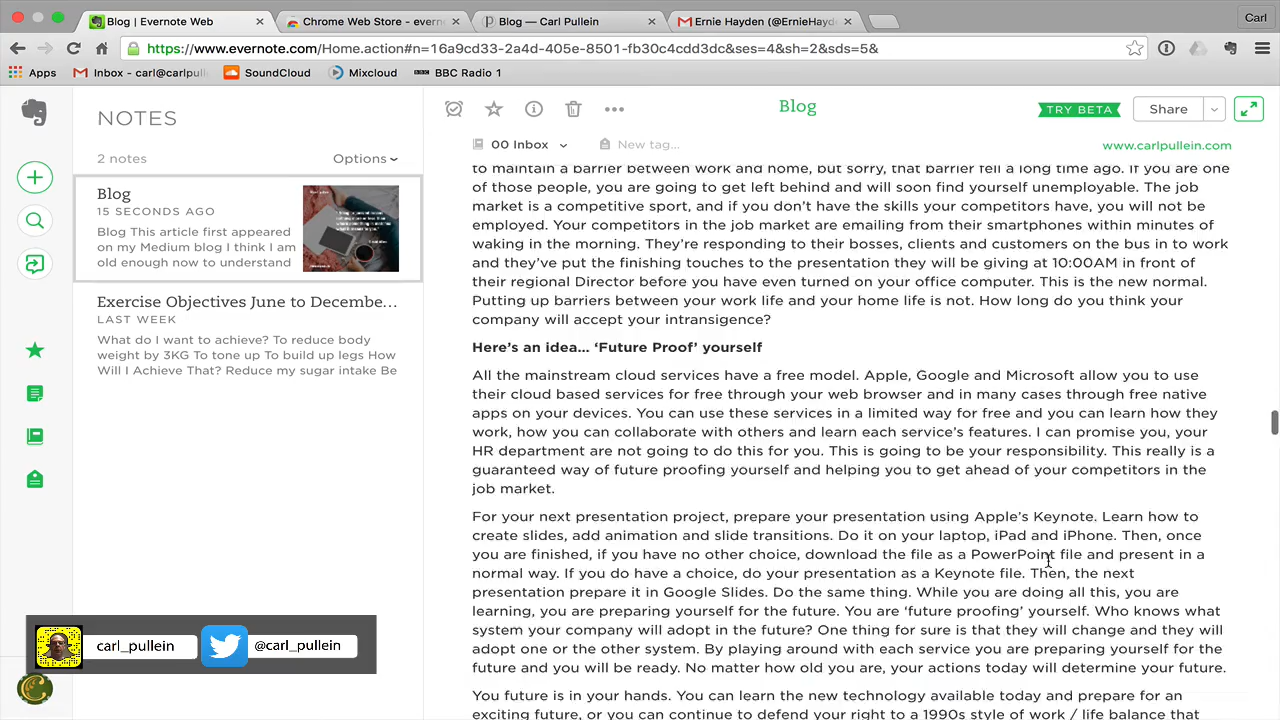 Blog | Evernote Web
Chrome Web Store - evern
Blog — Carl Pullein
Ernie Hayden (@ErnieHayd
Carl
https://www.evernote.com/Home.action#n=16a9cd33-2a4d-405e-8501-fb30c4cdd3dc&ses=4&sh=2&sds=5&
Apps
Inbox - carl@carlpull
SoundCloud
Mixcloud
BBC Radio 1
NOTES
2 notes
Options
Blog
15 SECONDS AGO
Blog This article first appeared
on my Medium blog I think I am
old enough now to understand
Exercise Objectives June to Decembe...
LAST WEEK
What do I want to achieve? To reduce body
weight by 3KG To tone up To build up legs How
Will I Achieve That? Reduce my sugar intake Be
Blog
TRY BETA
Share
00 Inbox
New tag...
www.carlpullein.com
to maintain a barrier between work and home, but sorry, that barrier fell a long time ago. If you are one
of those people, you are going to get left behind and will soon find yourself unemployable. The job
market is a competitive sport, and if you don't have the skills your competitors have, you will not be
employed. Your competitors in the job market are emailing from their smartphones within minutes of
waking in the morning. They're responding to their bosses, clients and customers on the bus in to work
and they've put the finishing touches to the presentation they will be giving at 10:00AM in front of
their regional Director before you have even turned on your office computer. This is the new normal.
Putting up barriers between your work life and your home life is not. How long do you think your
company will accept your intransigence?
Here's an idea... ‘Future Proof’ yourself
All the mainstream cloud services have a free model. Apple, Google and Microsoft allow you to use
their cloud based services for free through your web browser and in many cases through free native
apps on your devices. You can use these services in a limited way for free and you can learn how they
work, how you can collaborate with others and learn each service's features. I can promise you, your
HR department are not going to do this for you. This is going to be your responsibility. This really is a
guaranteed way of future proofing yourself and helping you to get ahead of your competitors in the
job market.
For your next presentation project, prepare your presentation using Apple's Keynote. Learn how to
create slides, add animation and slide transitions. Do it on your laptop, iPad and iPhone. Then, once
you are finished, if you have no other choice, download the file as a PowerPoint file and present in a
normal way. If you do have a choice, do your presentation as a Keynote file. Then, the next
presentation prepare it in Google Slides. Do the same thing. While you are doing all this, you are
learning, you are preparing yourself for the future. You are ‘future proofing’ yourself. Who knows what
system your company will adopt in the future? One thing for sure is that they will change and they will
adopt one or the other system. By playing around with each service you are preparing yourself for the
future and you will be ready. No matter how old you are, your actions today will determine your future.
You future is in your hands. You can learn the new technology available today and prepare for an
exciting future, or you can continue to defend your right to a 1990s style of work / life balance that
carl_pullein
@carl_pullein